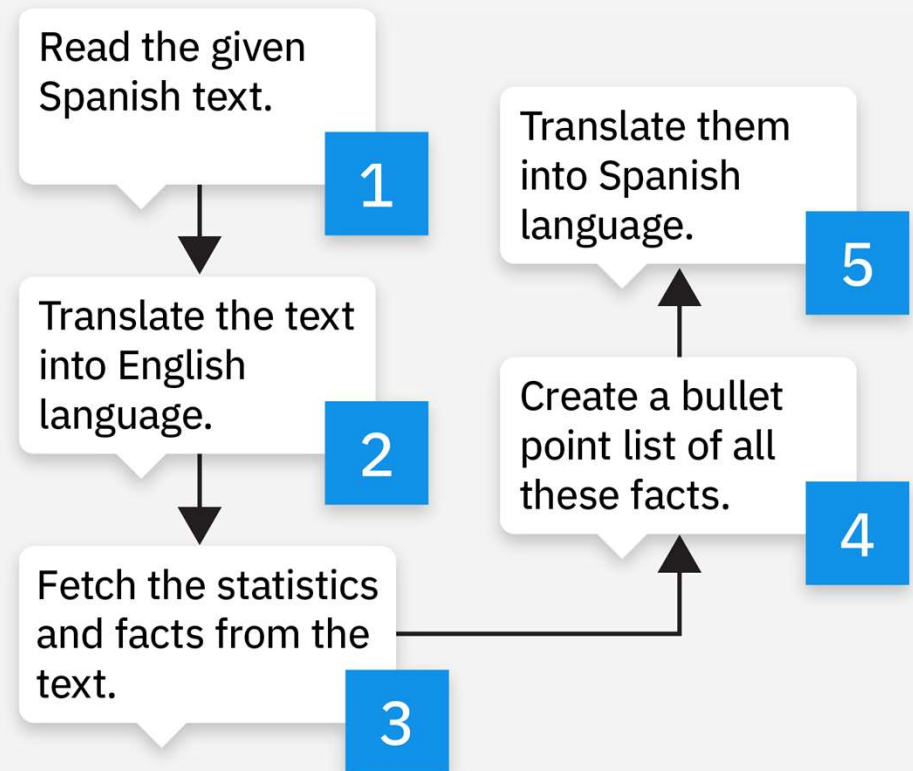 Read the given
Spanish text.
1
Translate the text
into English
language.
2
Fetch the statistics
and facts from the
text.
3
Create a bullet
point list of all
these facts.
4
Translate them
into Spanish
language.
5